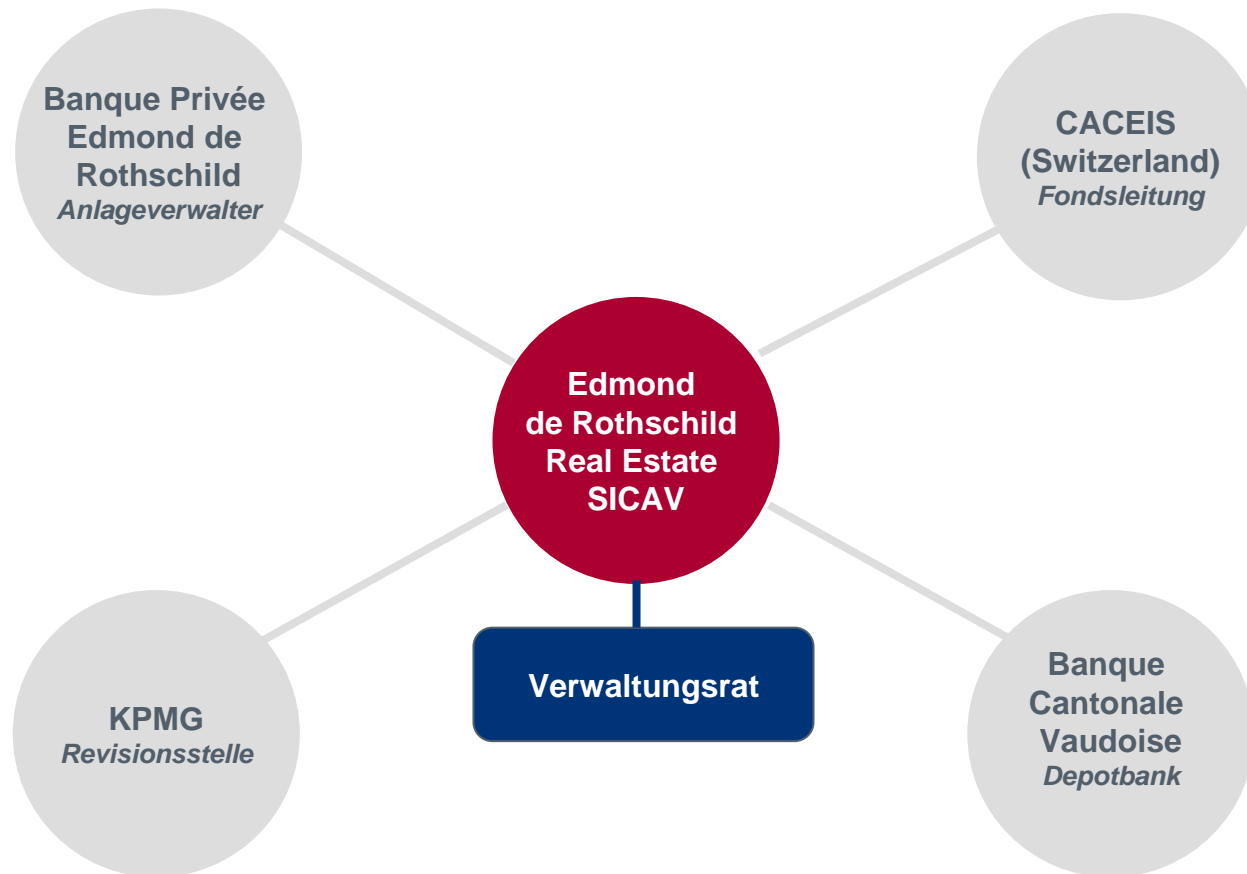 Banque Privée
Edmond de
Rothschild
Anlageverwalter
CACEIS
(Switzerland)
Fondsleitung
Edmond
de Rothschild
Real Estate
SICAV
Verwaltungsrat
KPMG
Revisionsstelle
Banque
Cantonale
Vaudoise
Depotbank